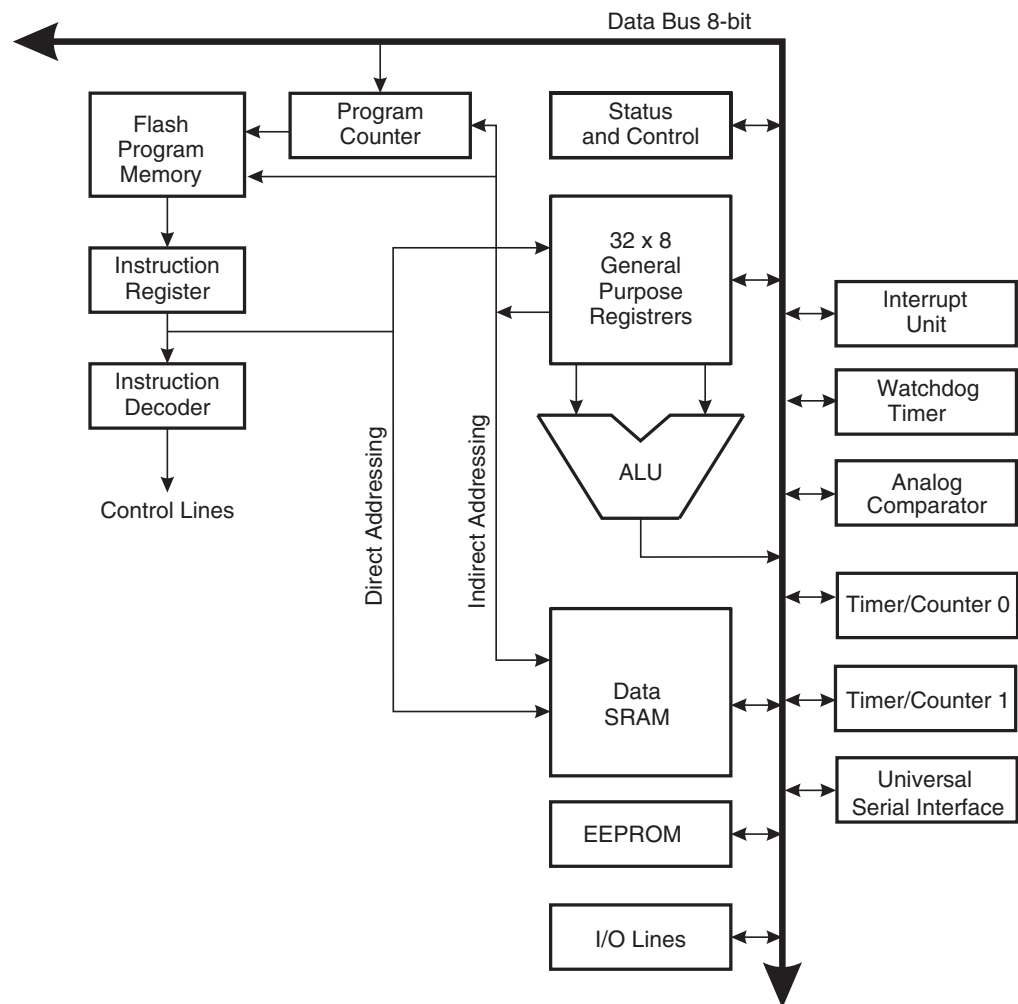 Data Bus 8-bit
Flash
Program
Memory
Program
Counter
Status
and Control
32 x 8
General
Purpose
Registrers
Instruction
Register
Instruction
Decoder
Control Lines
Direct Addressing
Indirect Addressing
ALU
Interrupt
Unit
Watchdog
Timer
Analog
Comparator
Timer/Counter 0
Data
SRAM
Timer/Counter 1
Universal
Serial Interface
EEPROM
I/O Lines